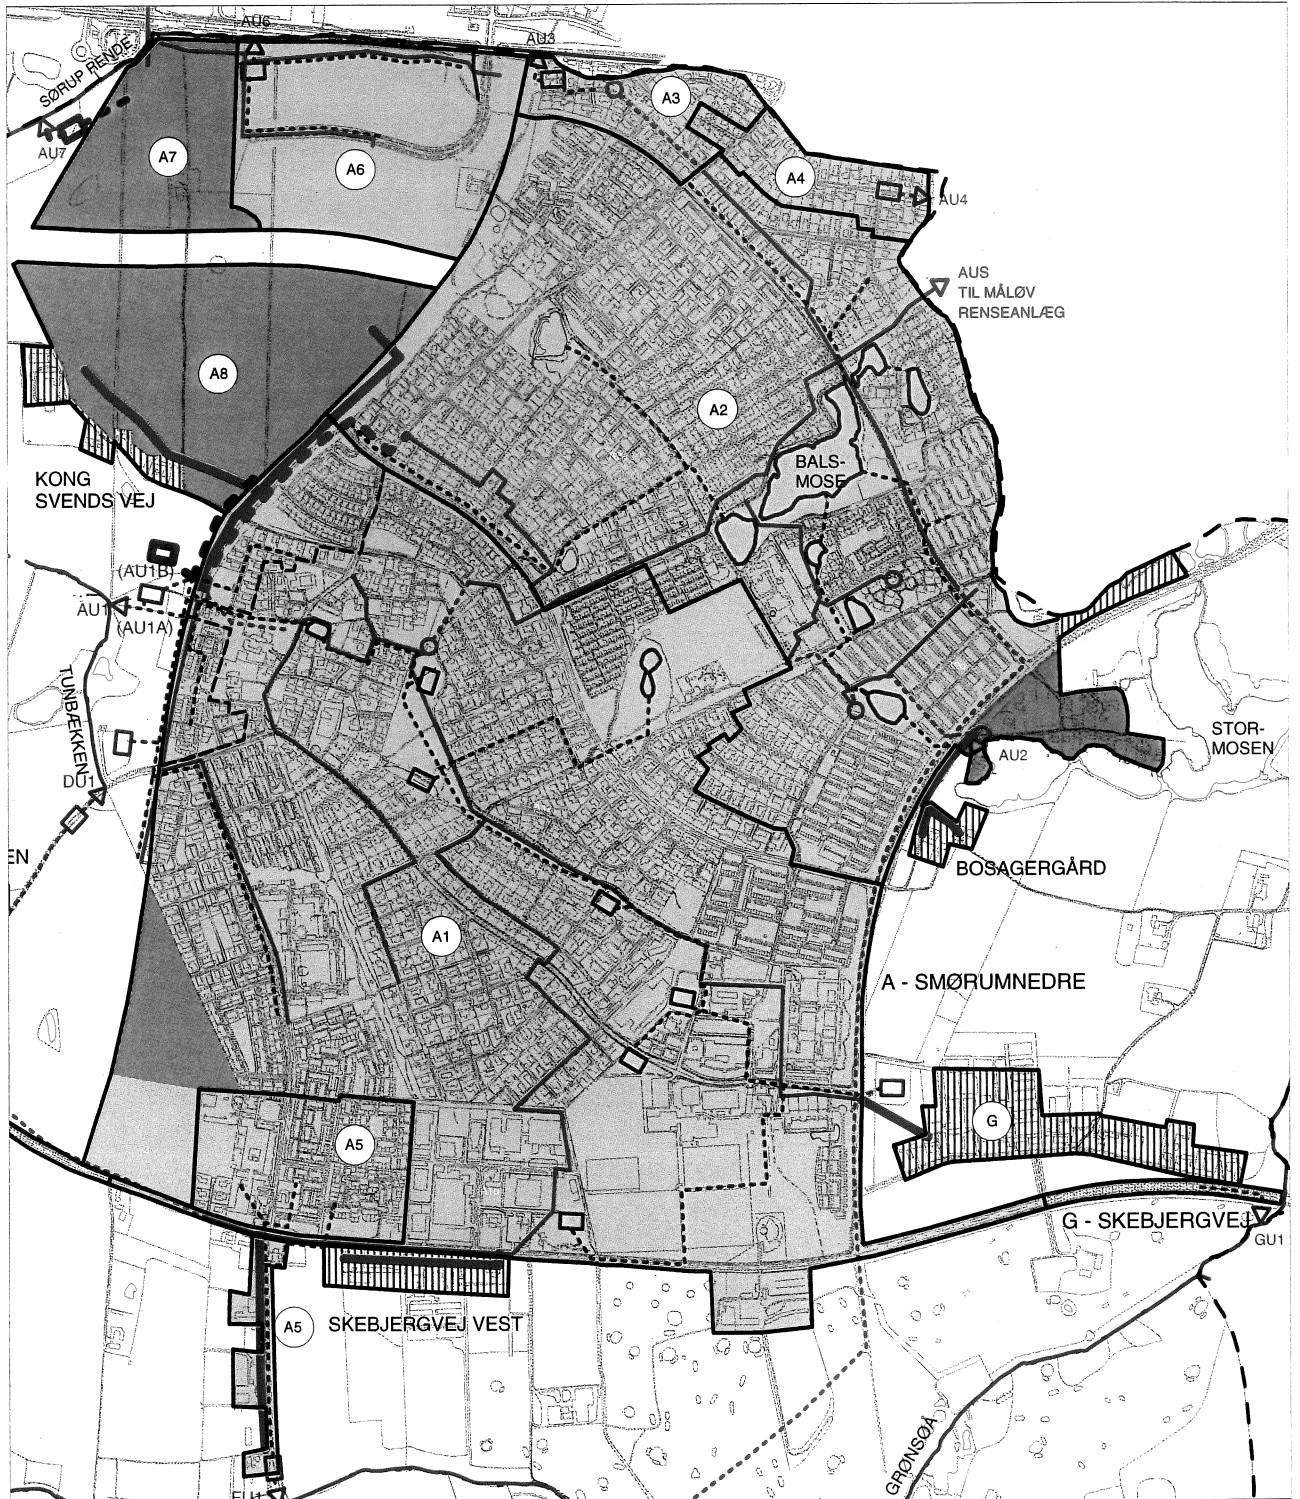 AU6
AU3
SØRUP RENDE
A3
AU7
A7
A6
A4
AU4
AUS
TIL MÅLØV
RENSEANLÆG
A8
A2
BALS-
MOSE
KONG
SVENDS VEJ
(AU1B)
AU1
(AU1A)
TUNBÆKKEN
STOR-
MOSEN
AU2
DU1
EN
BOSAGERGÅRD
A1
A - SMØRUMNEDRE
G
A5
G - SKEBJERGVEJ
GU1
A5
SKEBJERGVEJ VEST
GRØNSØÅ